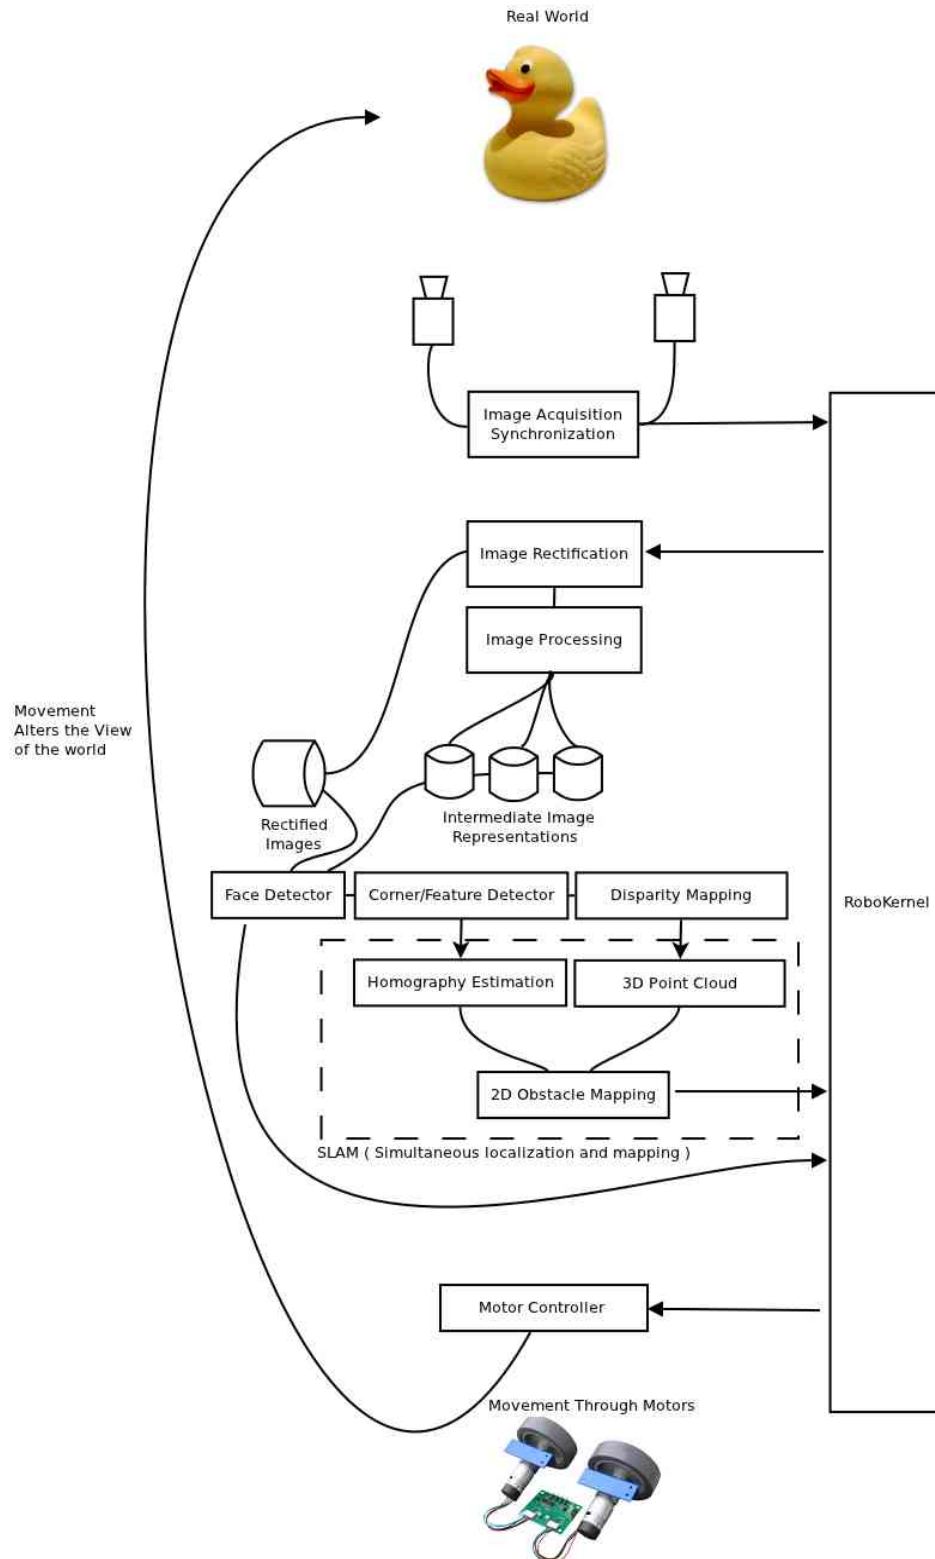 Real World
Image Acquisition
Synchronization
Image Rectification
Image Processing
Movement
Alters the View
of the world
Rectified
Images
Intermediate Image
Representations
Face Detector
Corner/Feature Detector
Disparity Mapping
RoboKernel
Homography Estimation
3D Point Cloud
2D Obstacle Mapping
SLAM ( Simultaneous localization and mapping )
Motor Controller
Movement Through Motors